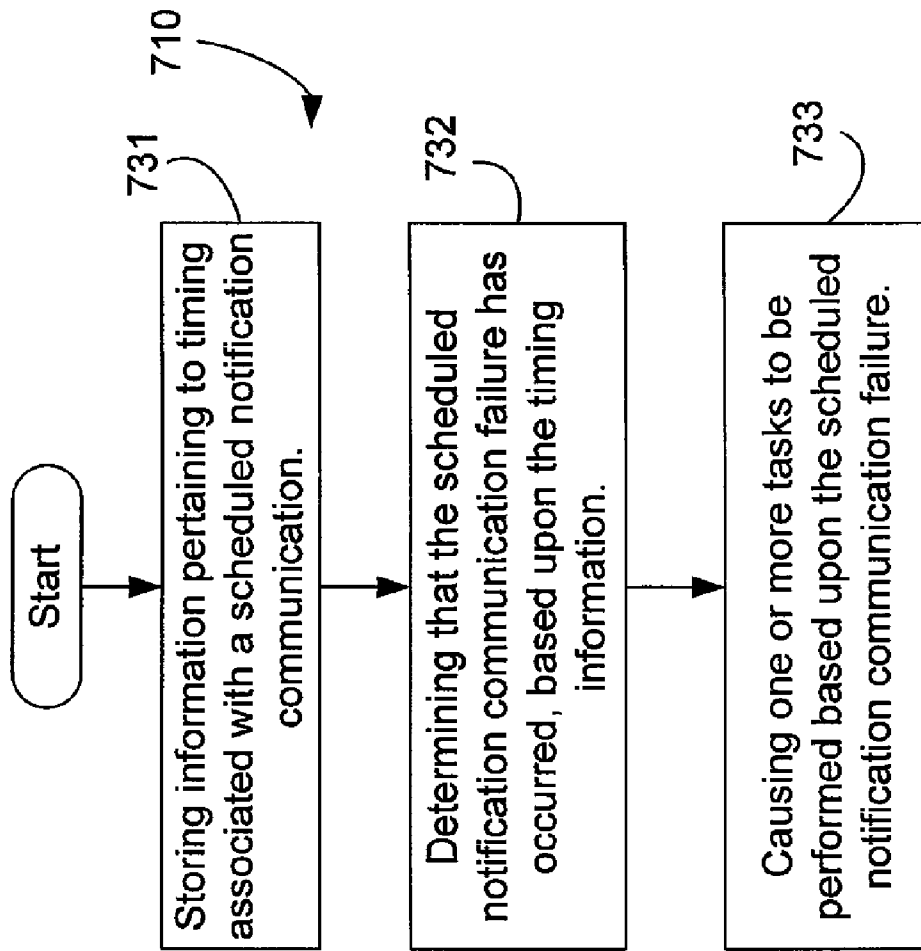 Start
710
731
Storing information pertaining to timing
associated with a scheduled notification
communication.
732
Determining that the scheduled
notification communication failure has
occurred, based upon the timing
information.
733
Causing one or more tasks to be
performed based upon the scheduled
notification communication failure.